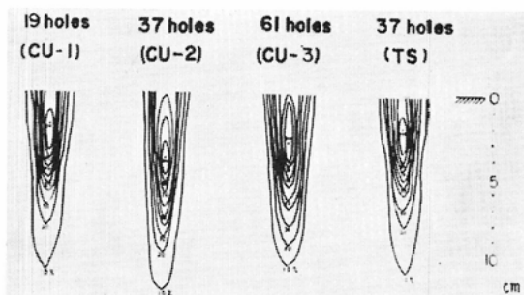 19 holes
(CU-1)
37 holes
(CU-2)
61 holes
(CU-3)
37 holes
(TS)
0
5
10
cm